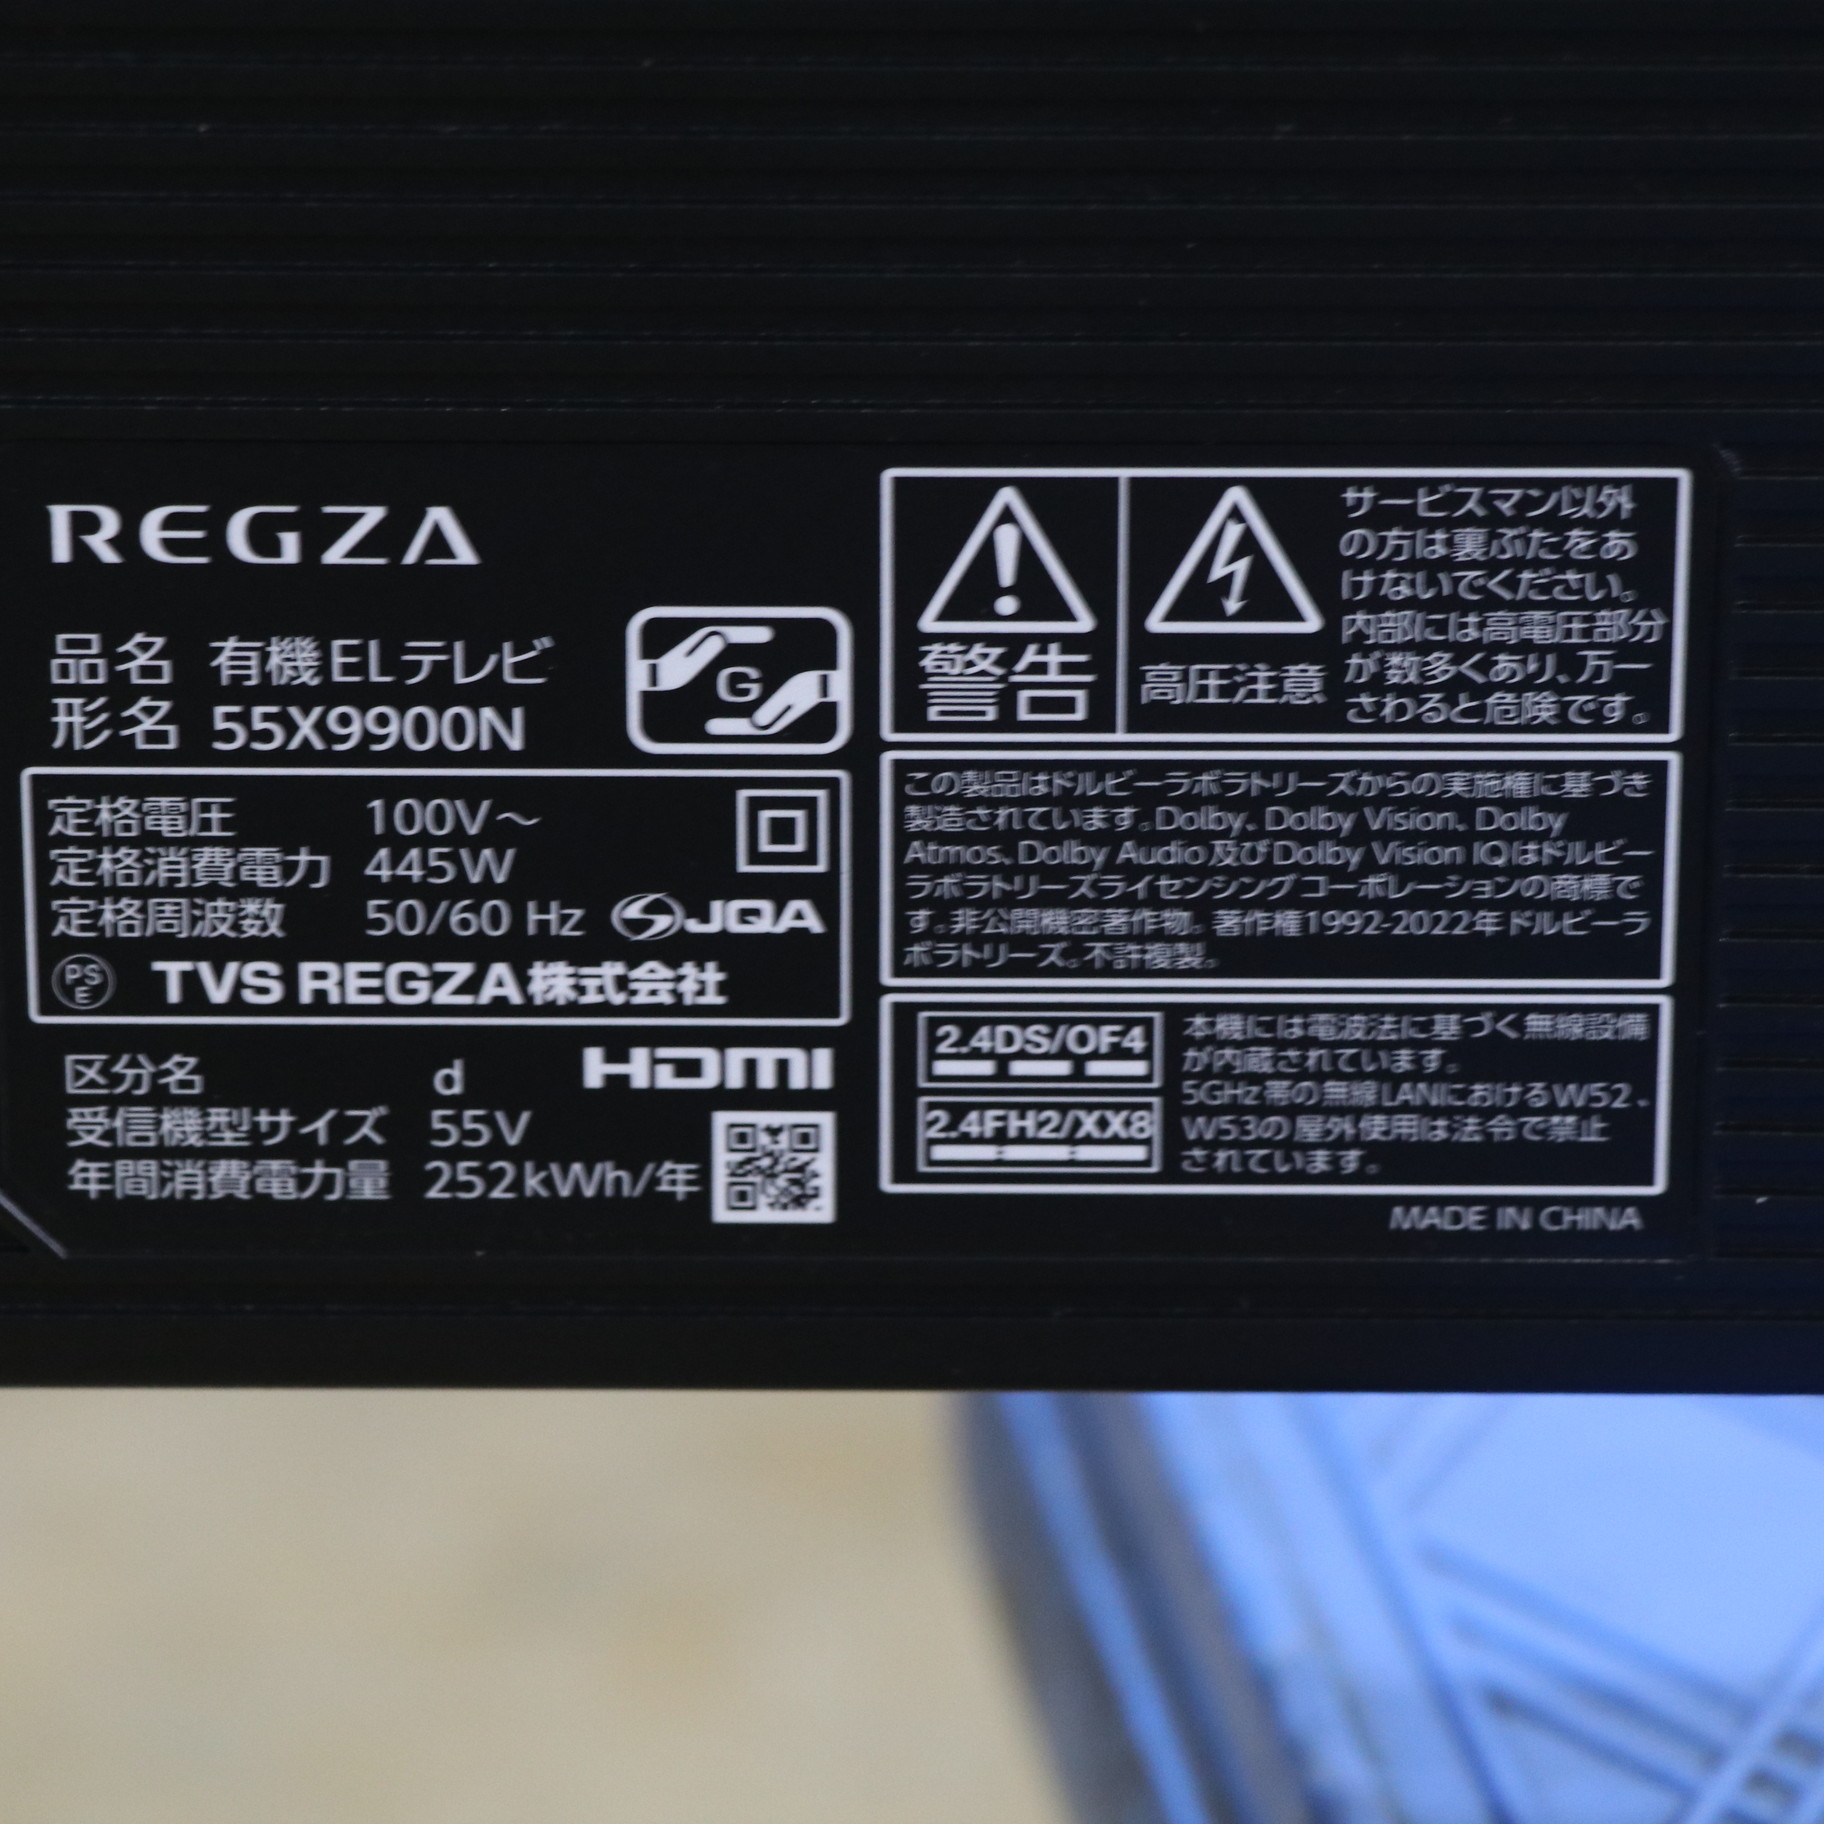 REGZA
品名 有機ELテレビ
形名 55X9900N
G
定格電圧 100V～
定格消費電力 445W
定格周波数 50/60 Hz JQA
PS
E
TVS REGZA株式会社
区分名 d HDMI
受信機型サイズ 55V
年間消費電力量 252kWh/年
警告
高圧注意
サービスマン以外
の方は裏ぶたをあ
けないでください。
内部には高電圧部分
が数多くあり、万一
さわると危険です。
この製品はドルビーラボラトリーズからの実施権に基づき
製造されています。Dolby、Dolby Vision、Dolby
Atmos、Dolby Audio及びDolby Vision IQはドルビー
ラボラトリーズライセンシングコーポレーションの商標で
す。非公開機密著作物。著作権1992-2022年ドルビーラ
ボラトリーズ。不許複製。
2.4DS/OF4
2.4FH2/XX8
本機には電波法に基づく無線設備
が内蔵されています。
5GHz帯の無線LANにおけるW52、
W53の屋外使用は法令で禁止
されています。
MADE IN CHINA